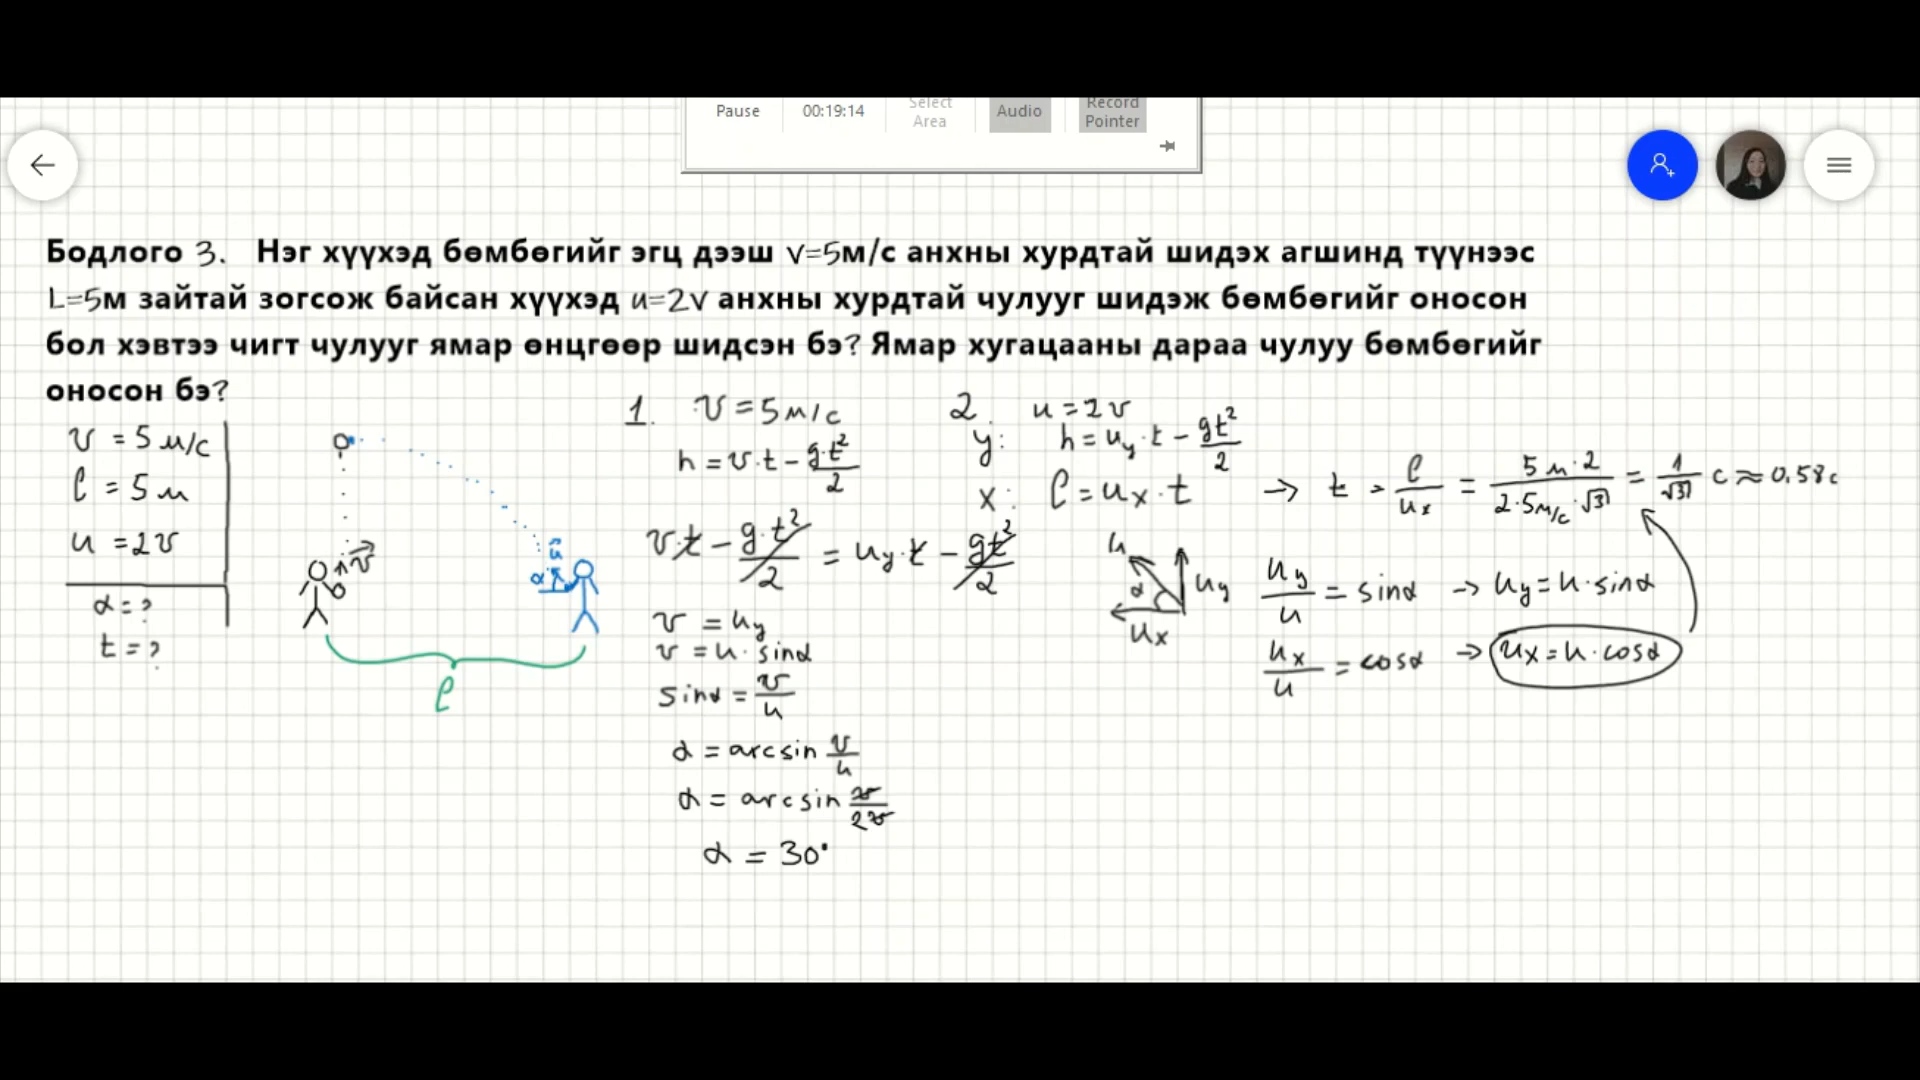 Pause 00:19:14 Select Area Audio Record Pointer
Бодлого 3. Нэг хүүхэд бөмбөгийг эгц дээш v=5м/с анхны хурдтай шидэх агшинд түүнээс
L=5м зайтай зогсож байсан хүүхэд u=2v анхны хурдтай чулууг шидэж бөмбөгийг оносон
бол хэвтээ чигт чулууг ямар өнцгөөр шидсэн бэ? Ямар хугацааны дараа чулуу бөмбөгийг
оносон бэ?
v = 5 м/с
l = 5 м
u = 2v
α = ?
t = ?
v
u
α
l
1. v = 5 м/с
h = v·t − g·t²/2
v·t − g·t²/2 = uy·t − gt²/2
v = uy
v = u·sinα
sinα = v/u
α = arcsin v/u
α = arcsin v/2v
α = 30°
2 u = 2v
y: h = uy·t − gt²/2
x: l = ux·t → t = l/ux = 5 м·2/2·5м/с·√3 = 1/√3 с ≈ 0,58с
u
α
uy
ux
uy/u = sinα → uy = u·sinα
ux/u = cosα → ux = u·cosα